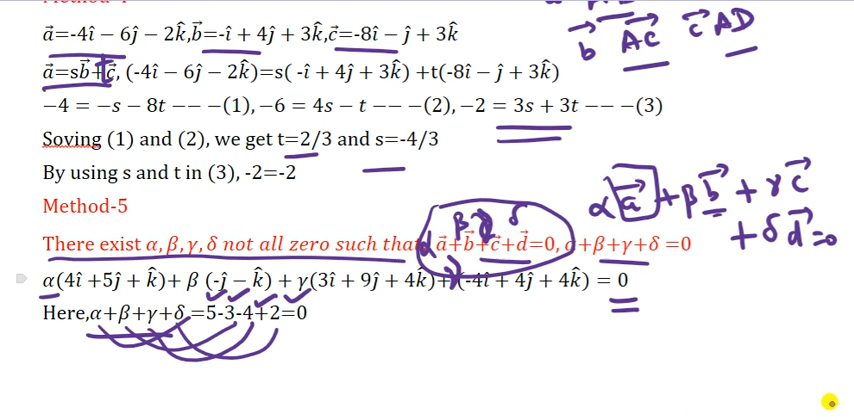 a⃗ AB
b⃗ AC⃗ c⃗ AD⃗
a⃗=-4î − 6ĵ − 2k̂,b⃗=-î + 4ĵ + 3k̂,c⃗=-8î − ĵ + 3k̂
a⃗=sb⃗+tc⃗, (-4î − 6ĵ − 2k̂)=s( -î + 4ĵ + 3k̂) +t(-8î − ĵ + 3k̂)
−4 = −s − 8t −− −(1), −6 = 4s − t −− −(2), −2 = 3s + 3t −− −(3)
Soving (1) and (2), we get t=2/3 and s=-4/3
By using s and t in (3), -2=-2
αa⃗+βb⃗+γc⃗
+δd⃗=0
Method-5
α β γ δ
There exist α, β, γ, δ not all zero such that a⃗+b⃗+c⃗+d⃗=0, α+β+γ+δ =0
α(4î +5ĵ + k̂)+ β (-ĵ − k̂) + γ(3î + 9ĵ + 4k̂)+ (-4î + 4ĵ + 4k̂) = 0
Here,α+β+γ+δ =5-3-4+2=0